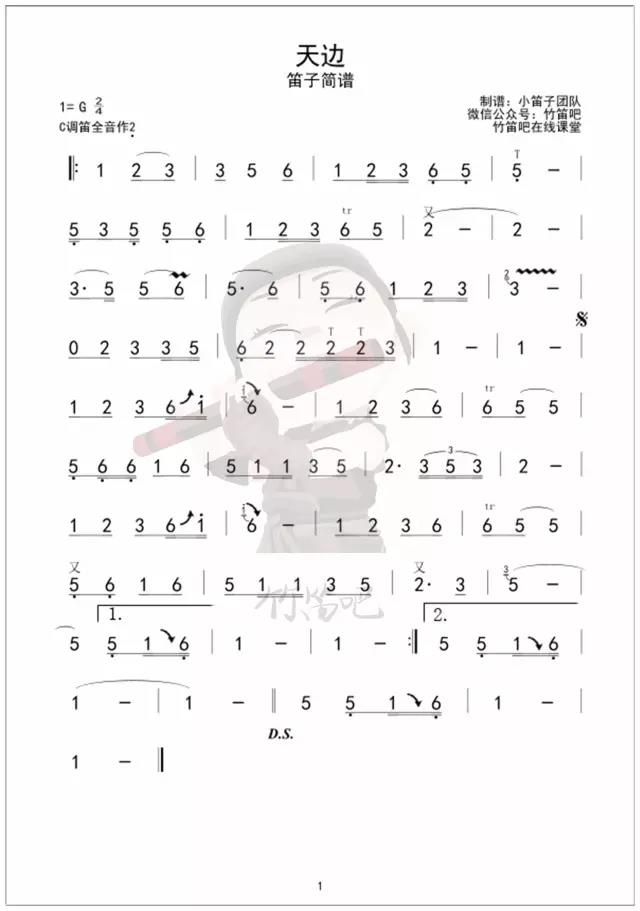 天边
笛子简谱
1= G 2/4
C调笛全音作2̣
制谱：小笛子团队
微信公众号：竹笛吧
竹笛吧在线课堂
‖: 1 2 3 | 3 5 6 | 1 2 3 6̣ 5̣ | T 5̣ — |
5̣ 3 5̣ 5 6̣ | 1 2 3 tr 6̣ 5 | 又 2 — | 2 — |
3· 5 5 6̣ | 5· 6 | 5̣ 6̣ 1 2 3 | 3 — |
0 2 3 3 5 | 6̣ 2 2 T 2 T 2 3 | 1 — | 1 — |
1 2 3 6 i | 6 — | 1 2 3 6 | tr 6 5 5 |
5̣ 6̣ 6̣ 1 6 | 5 1 1 3 5 | 2· 3 3 5 3 | 2 — |
1 2 3 6 i | 6 — | 1 2 3 6 | tr 6 5 5 |
又 5̣ 6̣ 1 6 | 5 1 1 3 5 | 又 2· 3 | 3 5 — |
1. 2.
5 5̣ 1 6̣ | 1 — | 1 — :‖ 5 5̣ 1 6̣ |
1 — | 1 — ‖ 5 5̣ 1 6̣ | 1 — |
D.S.
1 — ‖
竹笛吧
1